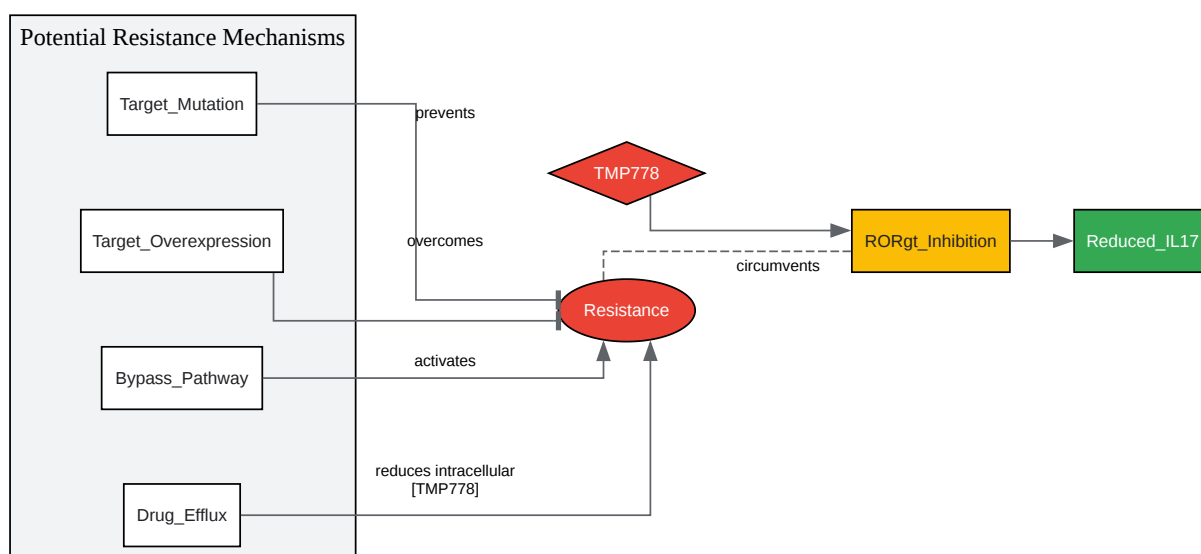 Potential Resistance Mechanisms
Target_Mutation
prevents
TMP778
Target_Overexpression
overcomes
RORgt_Inhibition
Reduced_IL17
circumvents
Resistance
Bypass_Pathway
activates
reduces intracellular
[TMP778]
Drug_Efflux